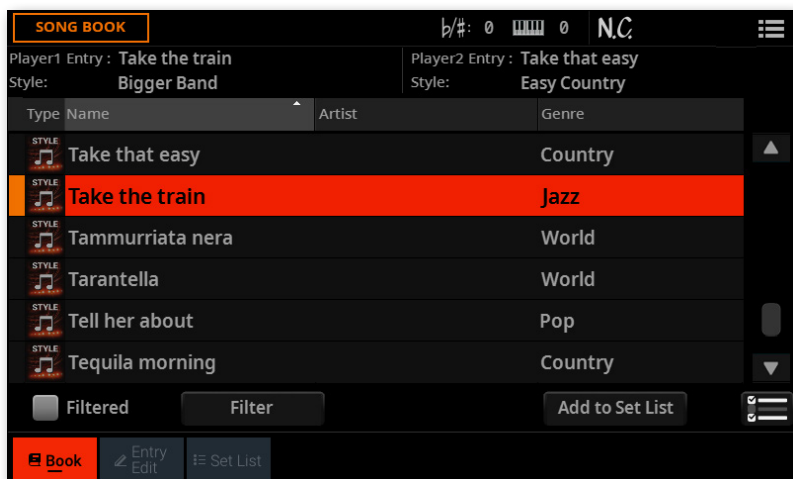 SONG BOOK b/#: 0 0 N.C.
Player1 Entry : Take the train Player2 Entry : Take that easy
Style: Bigger Band Style: Easy Country
Type Name Artist Genre
STYLE Take that easy Country
STYLE Take the train Jazz
STYLE Tammurriata nera World
STYLE Tarantella World
STYLE Tell her about Pop
STYLE Tequila morning Country
Filtered Filter Add to Set List
Book Entry Edit Set List